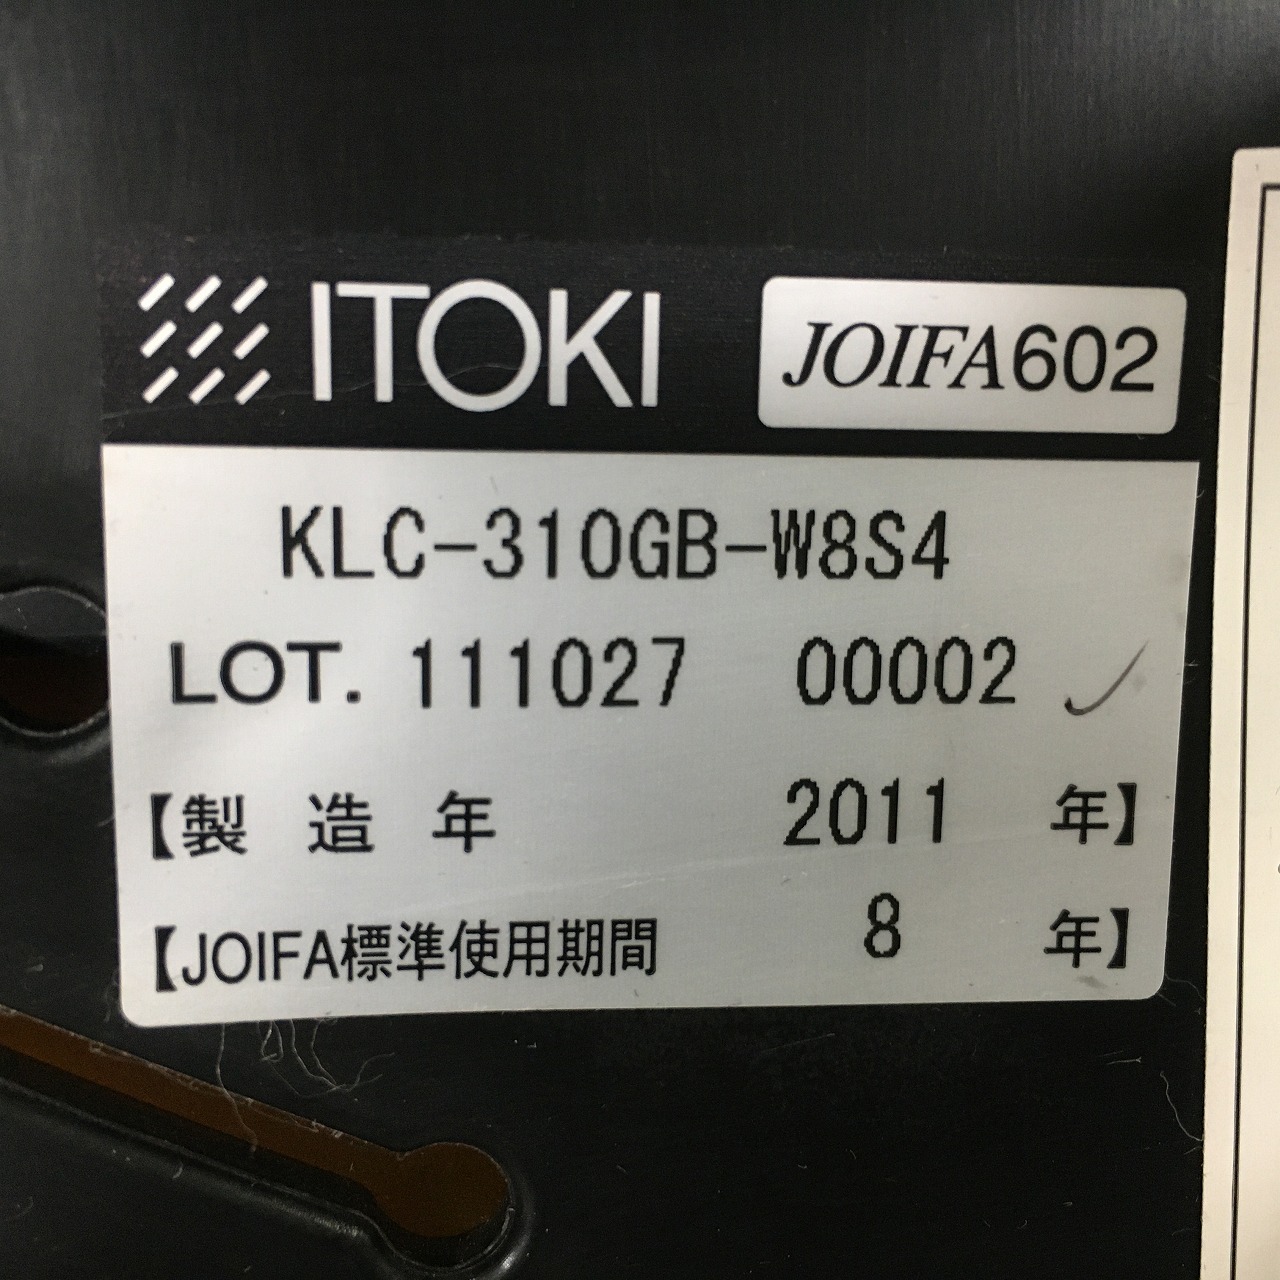 ITOKI JOIFA602
KLC-310GB-W8S4
LOT. 111027 00002
【製 造 年 2011 年】
【JOIFA標準使用期間 8 年】